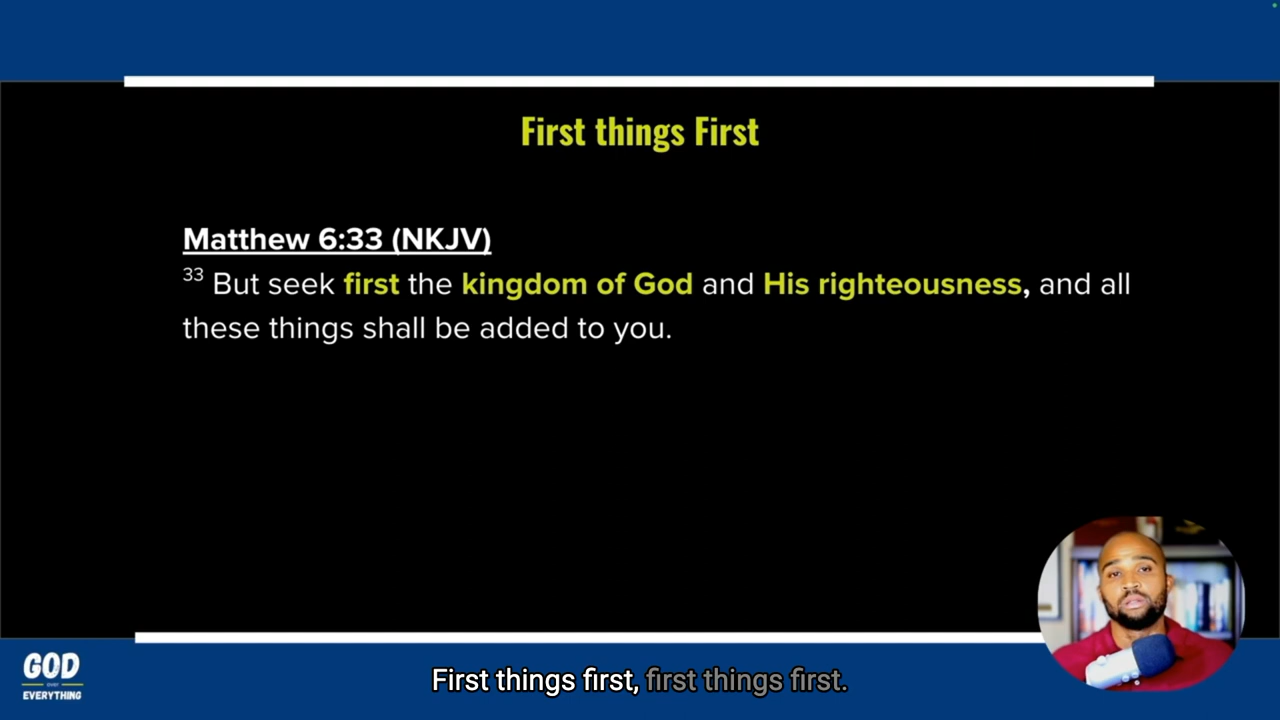 First things First
Matthew 6:33 (NKJV)
33 But seek first the kingdom of God and His righteousness, and all
these things shall be added to you.
GOD
EVERYTHING
First things first, first things first.